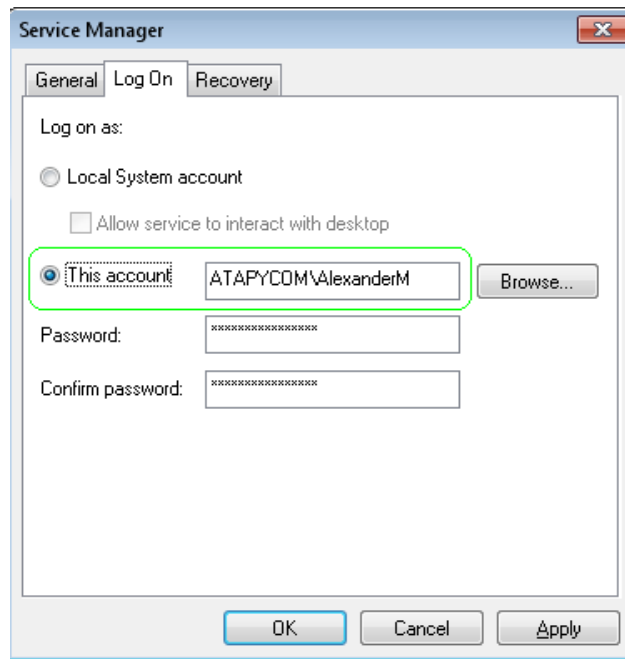 Service Manager
General Log On Recovery
Log on as:
Local System account
Allow service to interact with desktop
This account ATAPYCOM\AlexanderM Browse...
Password: ****************
Confirm password: ****************
OK Cancel Apply